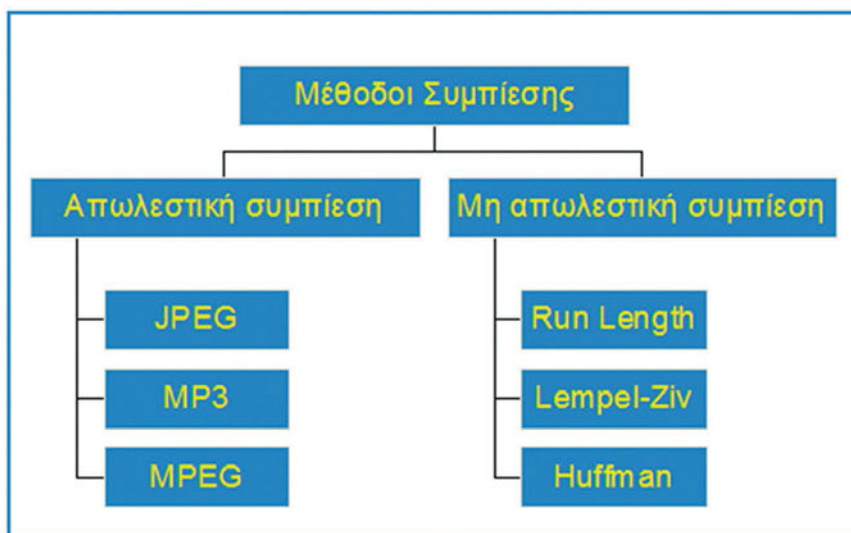 Μέθοδοι Συμπίεσης
Απωλεστική συμπίεση
JPEG
MP3
MPEG
Μη απωλεστική συμπίεση
Run Length
Lempel-Ziv
Huffman